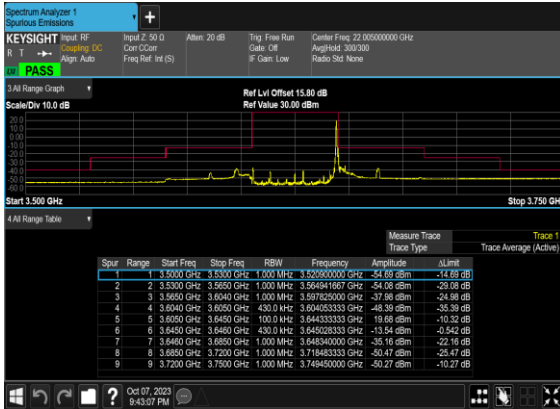 Spectrum Analyzer 1
Spurious Emissions
+
KEYSIGHT Input: RF Input Z: 50 Ω Atten: 20 dB Trig: Free Run Center Freq: 22.005000000 GHz
R T Coupling: DC Corr CCorr Gate: Off Avg|Hold: 300/300
Align: Auto Freq Ref: Int (S) IF Gain: Low Radio Std: None
PASS
3 All Range Graph
Ref Lvl Offset 15.80 dB
Scale/Div 10.0 dB Ref Value 30.00 dBm
20.0
10.0
0.00
-10.0
-20.0
-30.0
-40.0
-50.0
-60.0
Start 3.500 GHz Stop 3.750 GH
4 All Range Table
Measure Trace Trace 1
Trace Type Trace Average (Active)
Spur Range Start Freq Stop Freq RBW Frequency Amplitude ΔLimit
1 1 3.5000 GHz 3.5300 GHz 1.000 MHz 3.520900000 GHz -54.69 dBm -14.69 dB
2 2 3.5300 GHz 3.5650 GHz 1.000 MHz 3.564941667 GHz -54.08 dBm -29.08 dB
3 3 3.5650 GHz 3.6040 GHz 1.000 MHz 3.597825000 GHz -37.98 dBm -24.98 dB
4 4 3.6040 GHz 3.6050 GHz 430.0 kHz 3.604053333 GHz -48.39 dBm -35.39 dB
5 5 3.6050 GHz 3.6450 GHz 100.0 kHz 3.644333333 GHz 19.68 dBm -10.32 dB
6 6 3.6450 GHz 3.6460 GHz 430.0 kHz 3.645028333 GHz -13.54 dBm -0.542 dB
7 7 3.6460 GHz 3.6850 GHz 1.000 MHz 3.648340000 GHz -35.16 dBm -22.16 dB
8 8 3.6850 GHz 3.7200 GHz 1.000 MHz 3.718483333 GHz -50.47 dBm -25.47 dB
9 9 3.7200 GHz 3.7500 GHz 1.000 MHz 3.749450000 GHz -50.27 dBm -10.27 dB
? Oct 07, 2023
9:43:07 PM